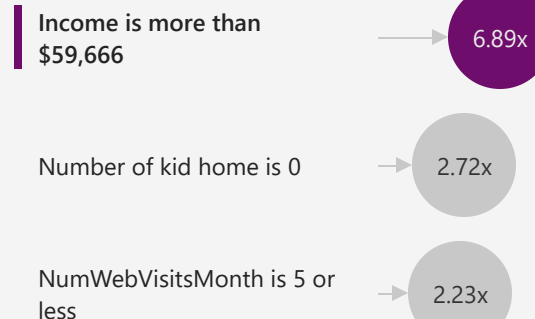 Income is more than
$59,666
6.89x
Number of kid home is 0
2.72x
NumWebVisitsMonth is 5 or
less
2.23x